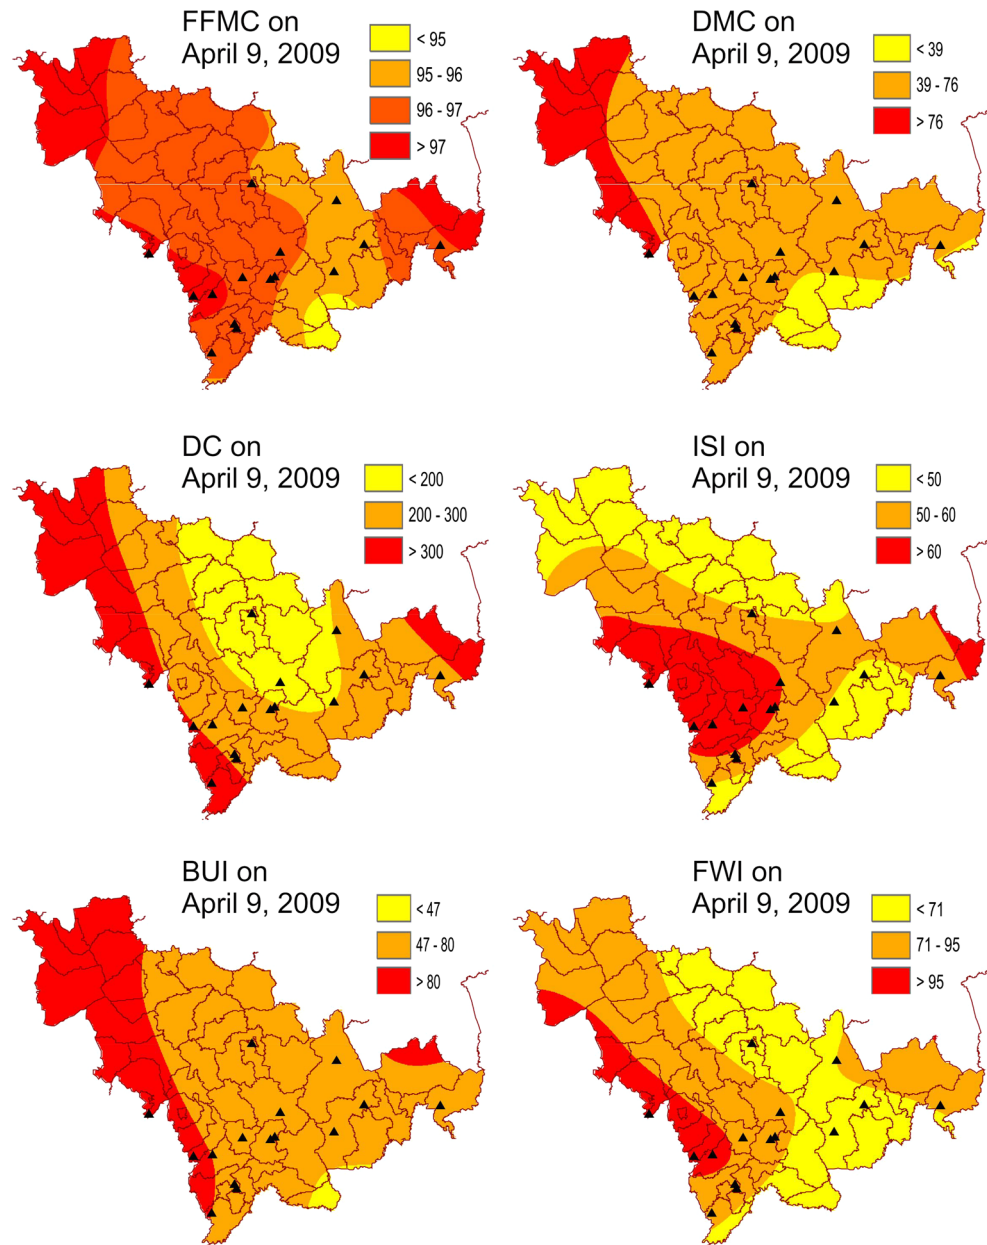 FFMC on
April 9, 2009
< 95
95 - 96
96 - 97
> 97
DMC on
April 9, 2009
< 39
39 - 76
> 76
DC on
April 9, 2009
< 200
200 - 300
> 300
ISI on
April 9, 2009
< 50
50 - 60
> 60
BUI on
April 9, 2009
< 47
47 - 80
> 80
FWI on
April 9, 2009
< 71
71 - 95
> 95